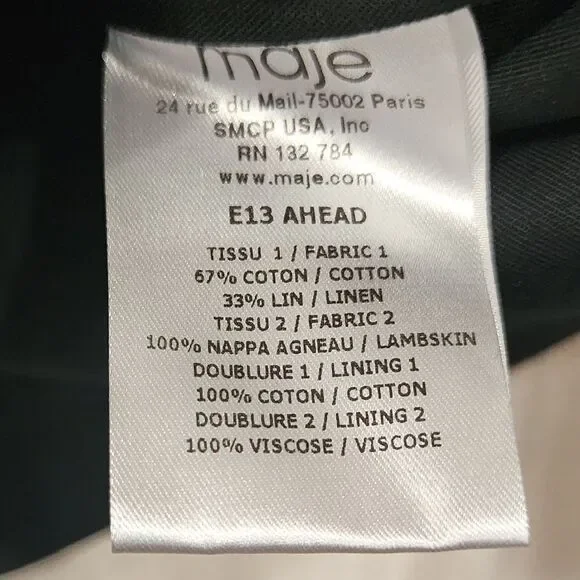 maje
24 rue du Mail-75002 Paris
SMCP USA, Inc
RN 132 784
www.maje.com
E13 AHEAD
TISSU 1 / FABRIC 1
67% COTON / COTTON
33% LIN / LINEN
TISSU 2 / FABRIC 2
100% NAPPA AGNEAU / LAMBSKIN
DOUBLURE 1 / LINING 1
100% COTON / COTTON
DOUBLURE 2 / LINING 2
100% VISCOSE / VISCOSE